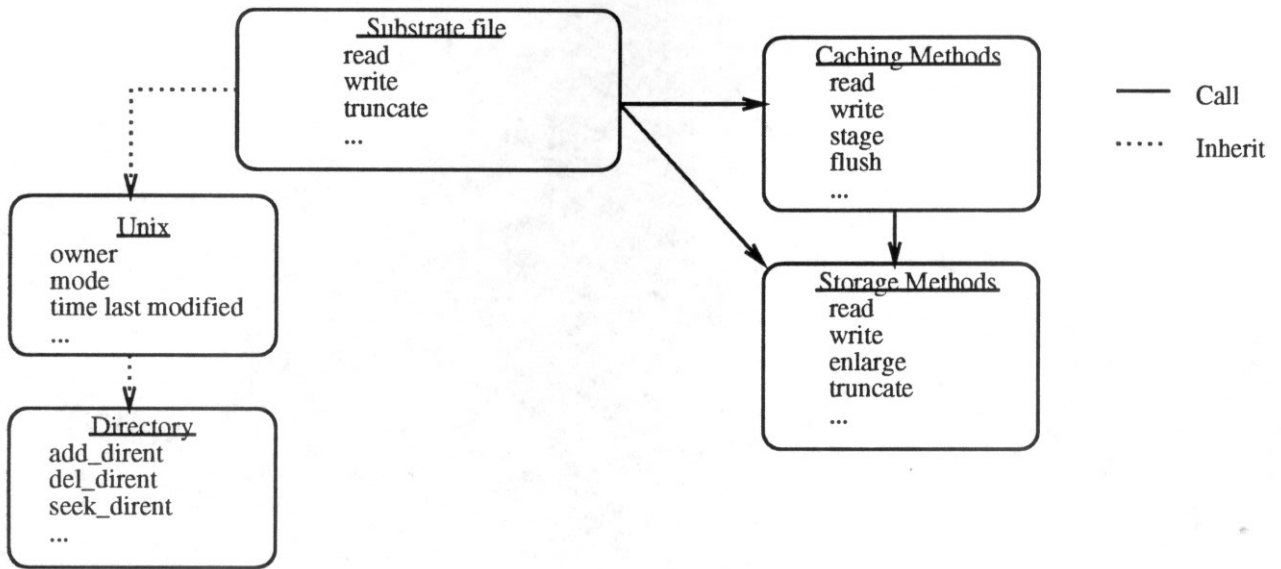 Substrate file
read
write
truncate
...
Caching Methods
read
write
stage
flush
...
Call
Inherit
Unix
owner
mode
time last modified
...
Storage Methods
read
write
enlarge
truncate
...
Directory
add_dirent
del_dirent
seek_dirent
...